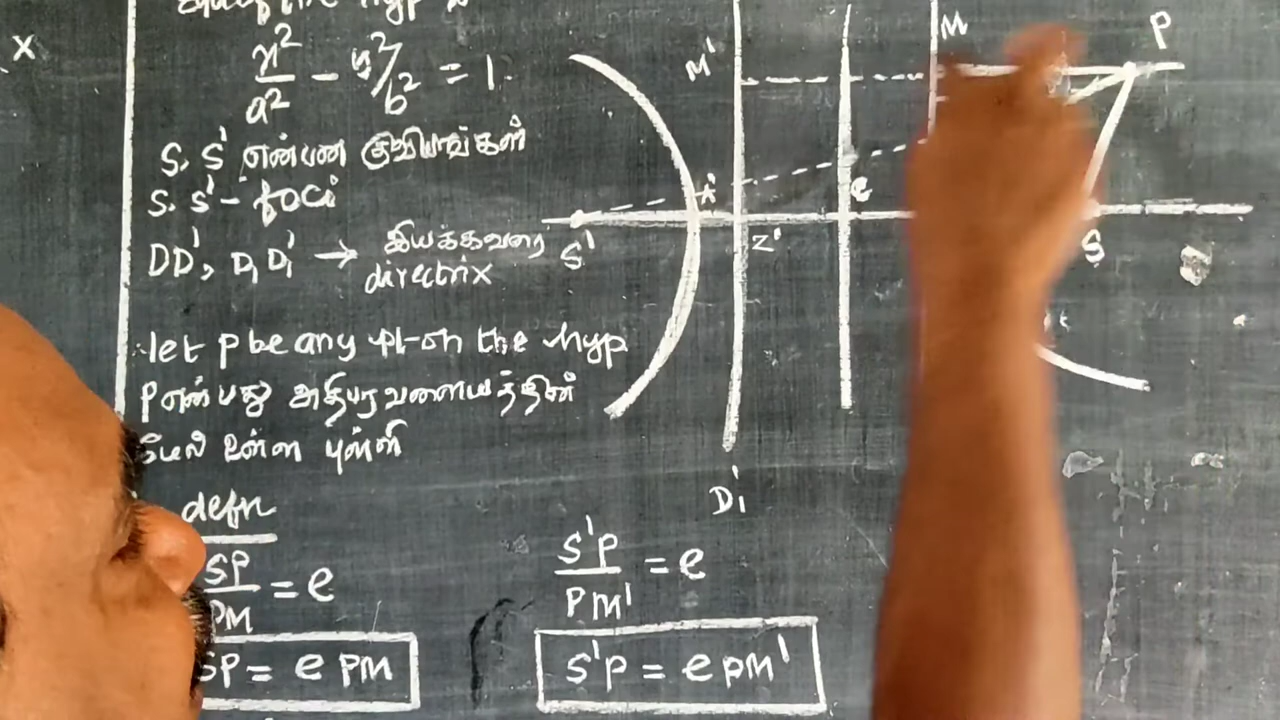 x
x²/a² - y²/b² = 1.
S, S' என்பன குவியங்கள்
S, S' - foci
DD', D₁D₁' → இயக்கவரை
directrix
let P be any pt-on the hyp
P என்பது அதிபரவளையத்தின்
மேல் உள்ள புள்ளி
defn
SP/PM = e
SP = e PM
S'P/PM' = e
S'P = e PM'
M'
M
P
A'
C
S'
Z'
S
D₁'